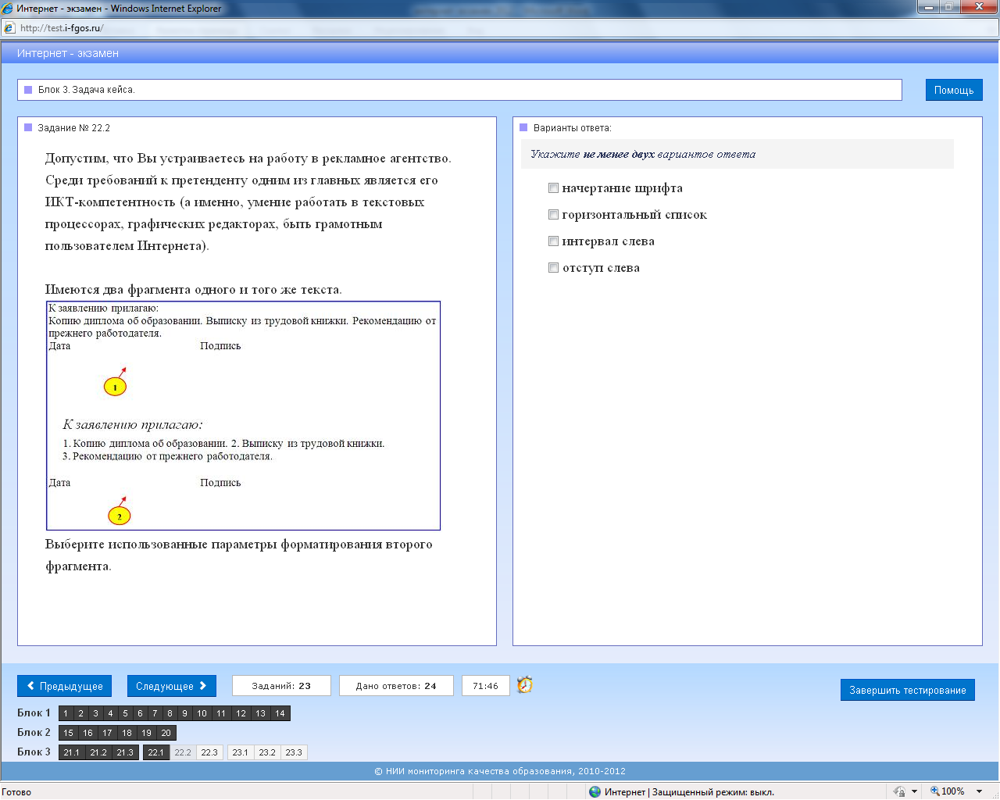 Интернет - экзамен - Windows Internet Explorer
http://test.i-fgos.ru/
Интернет - экзамен
Блок 3. Задача кейса.
Помощь
Задание № 22.2
Допустим, что Вы устраиваетесь на работу в рекламное агентство.
Среди требований к претенденту одним из главных является его
ИКТ-компетентность (а именно, умение работать в текстовых
процессорах, графических редакторах, быть грамотным
пользователем Интернета).
Имеются два фрагмента одного и того же текста.
К заявлению прилагаю:
Копию диплома об образовании. Выписку из трудовой книжки. Рекомендацию от
прежнего работодателя.
Дата Подпись
1
К заявлению прилагаю:
1. Копию диплома об образовании. 2. Выписку из трудовой книжки.
3. Рекомендацию от прежнего работодателя.
Дата Подпись
2
Выберите использованные параметры форматирования второго
фрагмента.
Варианты ответа:
Укажите не менее двух вариантов ответа
начертание шрифта
горизонтальный список
интервал слева
отступ слева
Предыдущее
Следующее
Заданий: 23
Дано ответов: 24
71:46
Завершить тестирование
Блок 1 1 2 3 4 5 6 7 8 9 10 11 12 13 14
Блок 2 15 16 17 18 19 20
Блок 3 21.1 21.2 21.3 22.1 22.2 22.3 23.1 23.2 23.3
© НИИ мониторинга качества образования, 2010-2012
Готово
Интернет | Защищенный режим: выкл.
100%